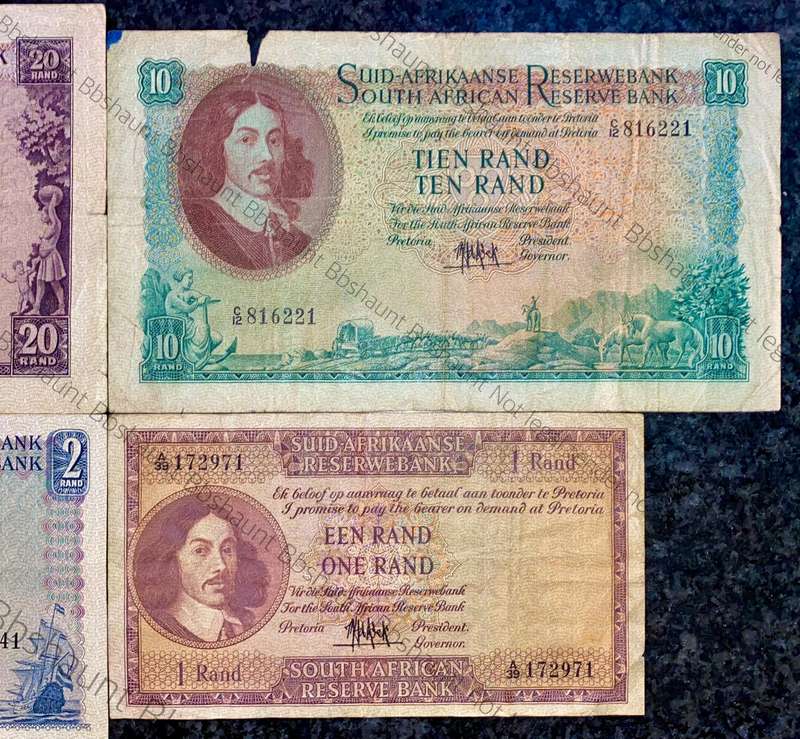 K
20
RAND
20
RAND
10
10
SUID-AFRIKAANSE RESERWEBANK
SOUTH AFRICAN RESERVE BANK
Ek beloof op aanvraag te betaal aan toonder te Pretoria
I promise to pay the bearer on demand at Pretoria
C/12 816221
TIEN RAND
TEN RAND
Vir die Suid-Afrikaanse Reserwebank
For the South African Reserve Bank
Pretoria
President.
Governor.
C/12 816221
10
RAND
10
RAND
ANK
BANK
2
RAND
41
A/39 172971
SUID-AFRIKAANSE
RESERWEBANK
1 Rand
Ek beloof op aanvraag te betaal aan toonder te Pretoria
I promise to pay the bearer on demand at Pretoria
EEN RAND
ONE RAND
Vir die Suid-Afrikaanse Reserwebank
For the South African Reserve Bank
Pretoria
President.
Governor.
1 Rand
SOUTH AFRICAN
RESERVE BANK
A/39 172971
Bbshaunt Not legal tender